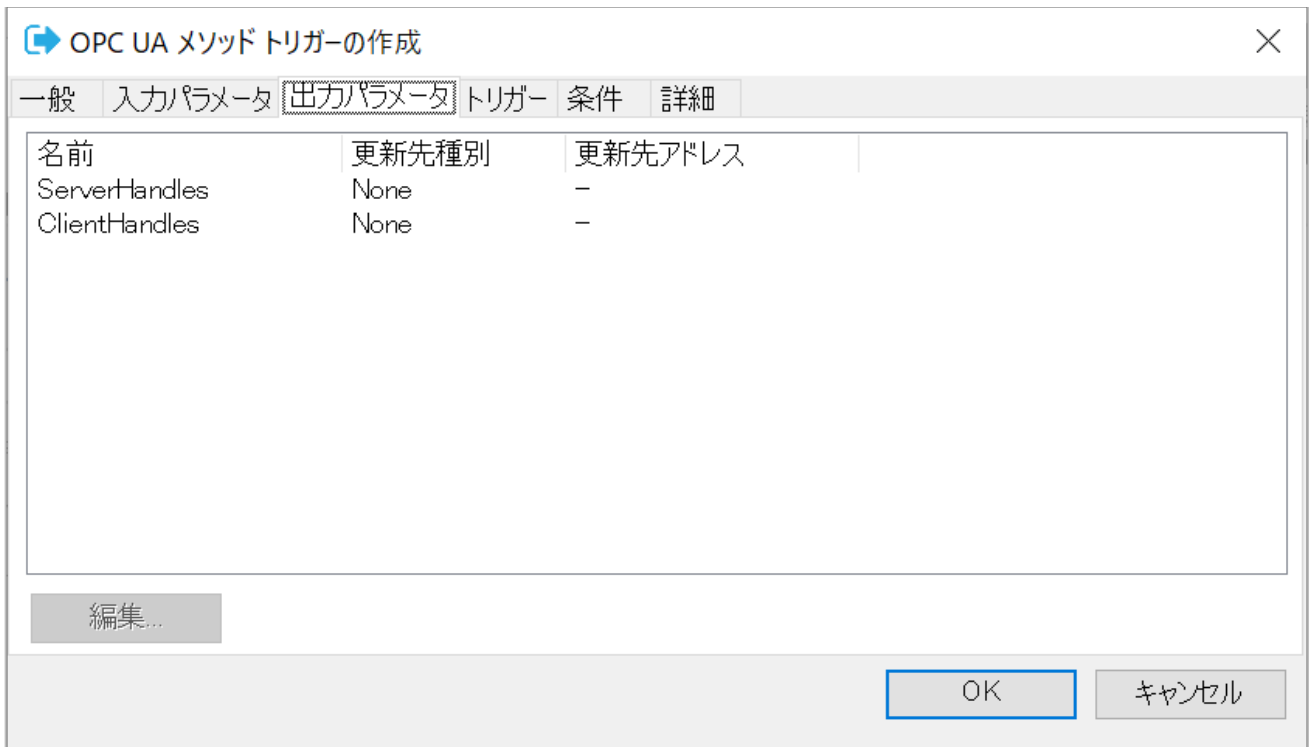 OPC UA メソッド トリガーの作成
一般 入力パラメータ 出力パラメータ トリガー 条件 詳細
名前 更新先種別 更新先アドレス
ServerHandles None -
ClientHandles None -
編集...
OK キャンセル